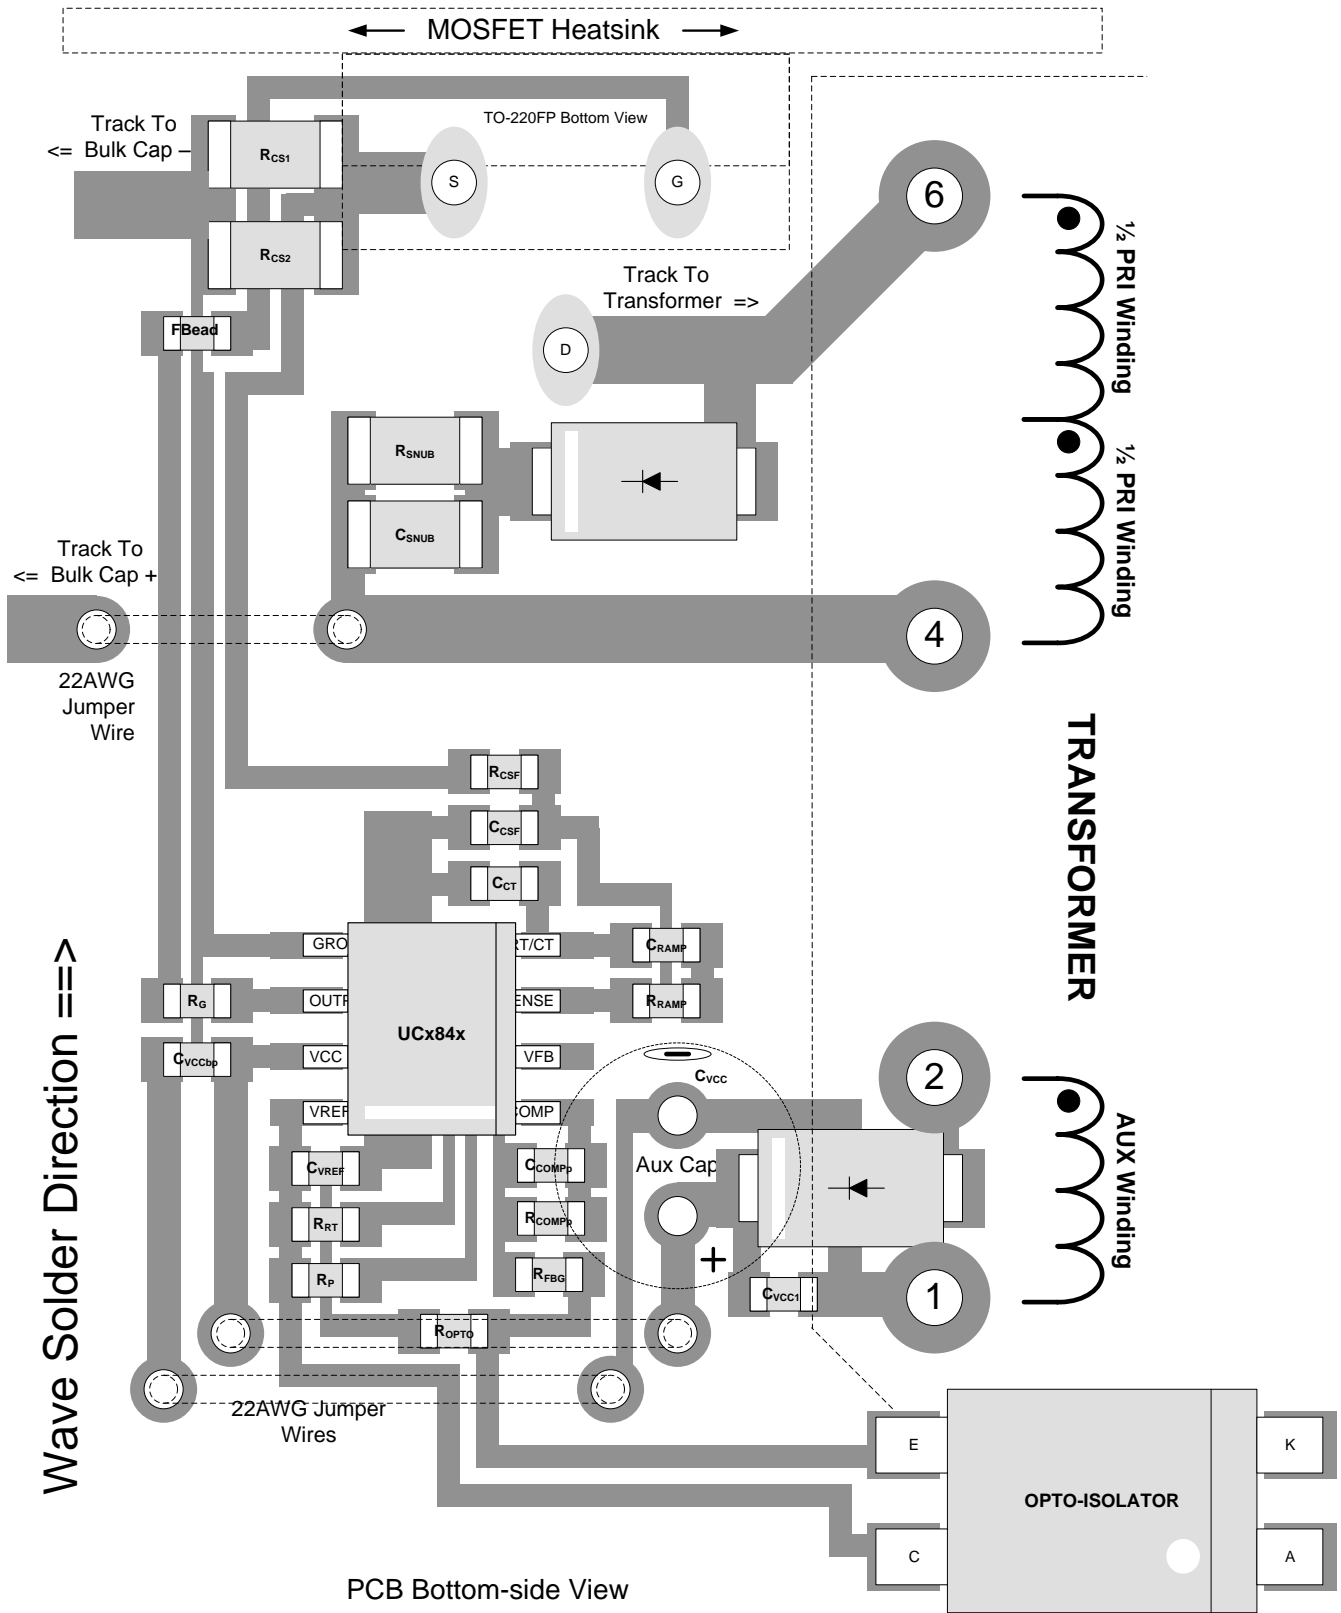 MOSFET Heatsink
TO-220FP Bottom View
Track To
<= Bulk Cap –
RCS1
S
G
6
RCS2
½ PRI Winding
Track To
Transformer =>
FBead
D
RSNUB
½ PRI Winding
CSNUB
Track To
<= Bulk Cap +
4
22AWG
Jumper
Wire
TRANSFORMER
RCSF
CCSF
CCT
GRO
RT/CT
CRAMP
RG
OUTP
ENSE
RRAMP
UCx84x
CVCCbp
VCC
VFB
–
CVCC
2
VREF
COMP
AUX Winding
CVREF
CCOMPp
Aux Cap
RRT
RCOMPp
+
RP
RFBG
CVCC1
1
ROPTO
Wave Solder Direction ==>
22AWG Jumper
Wires
E
K
OPTO-ISOLATOR
C
A
PCB Bottom-side View